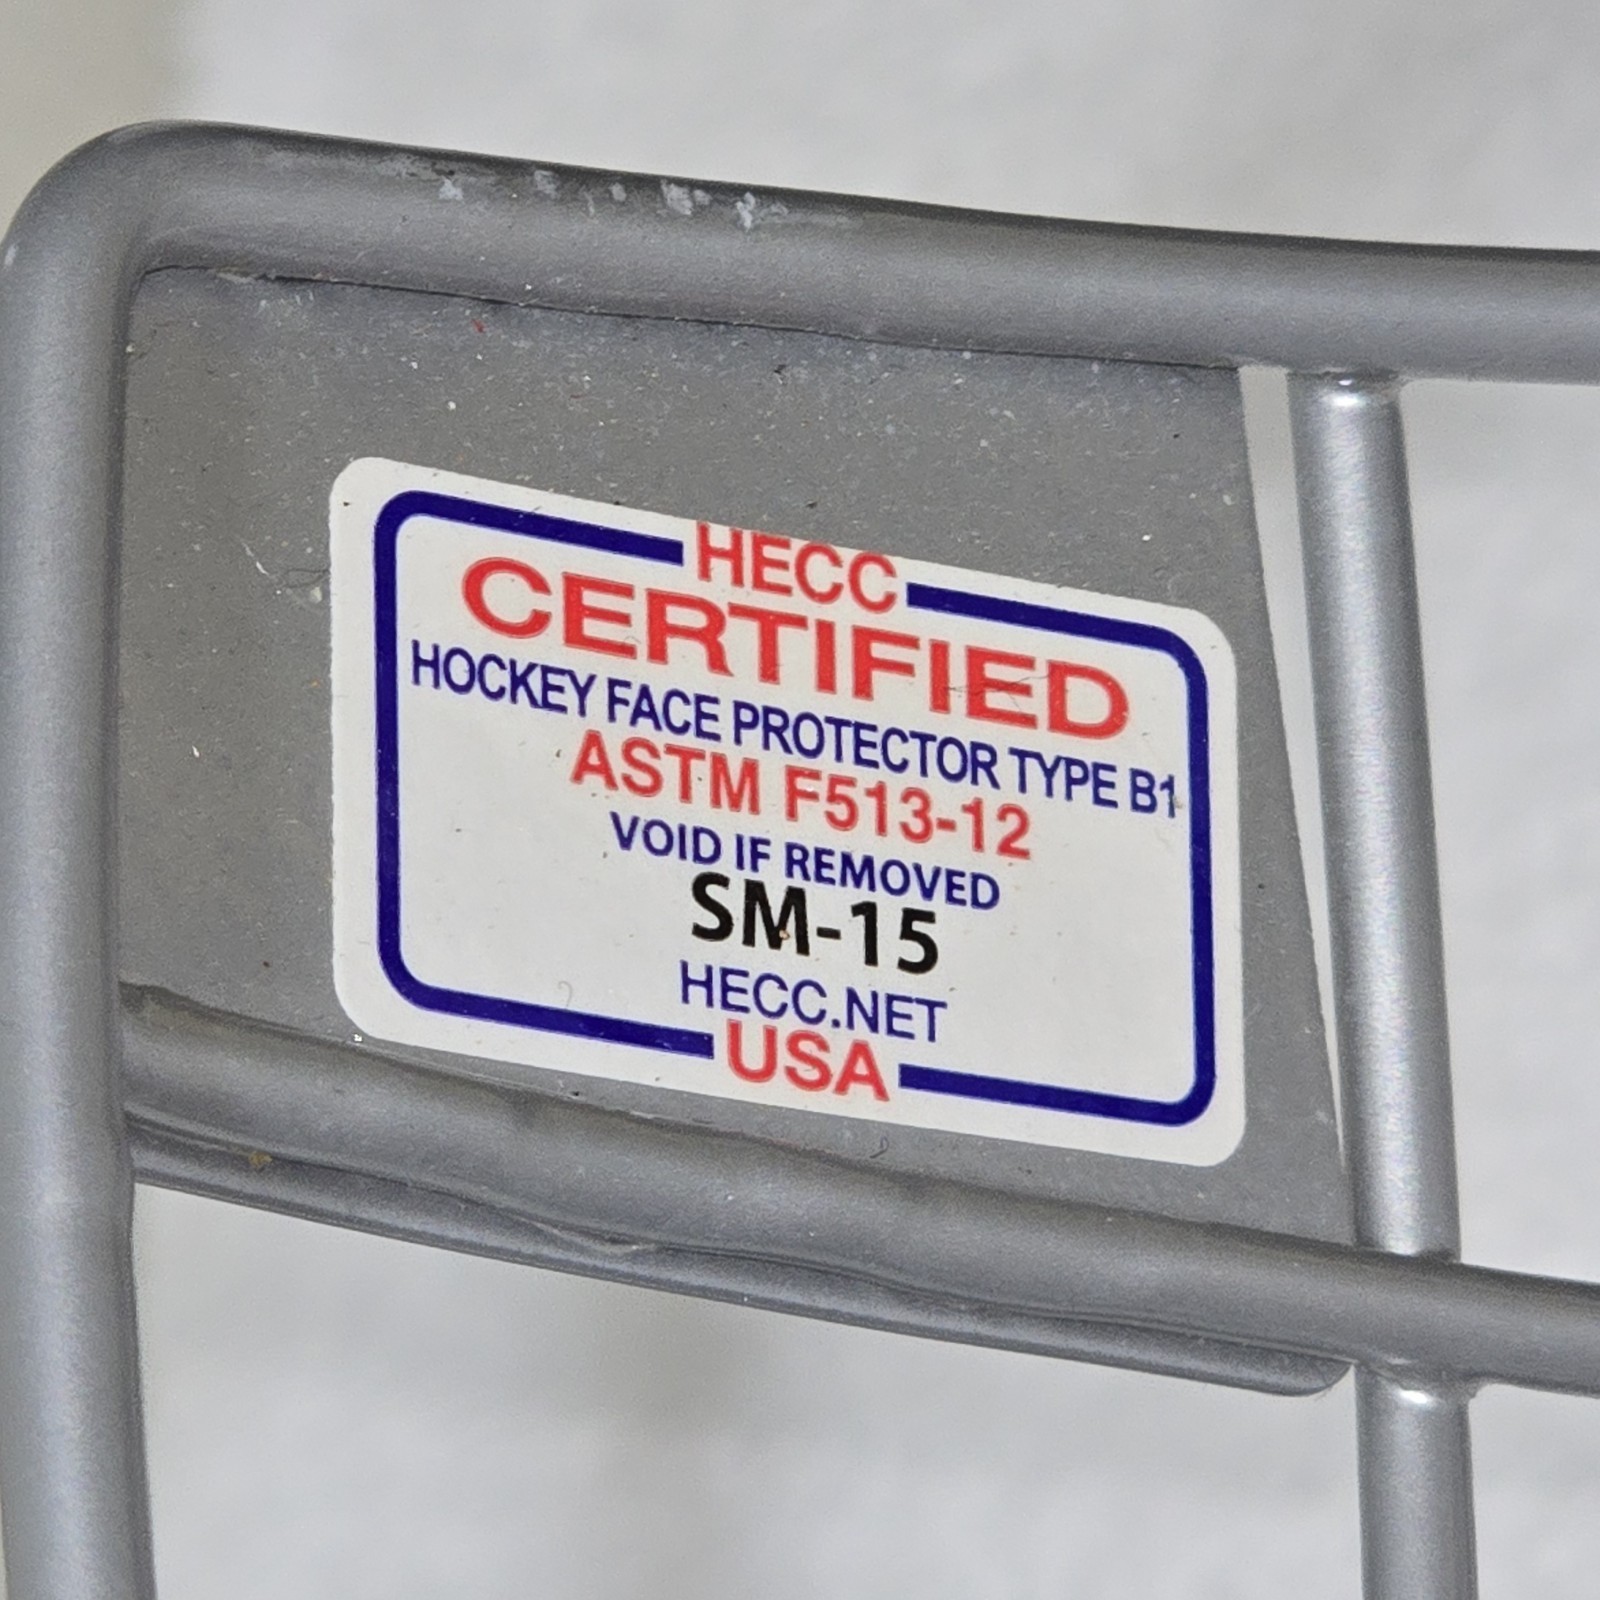 HECC
CERTIFIED
HOCKEY FACE PROTECTOR TYPE B1
ASTM F513-12
VOID IF REMOVED
SM-15
HECC.NET
USA